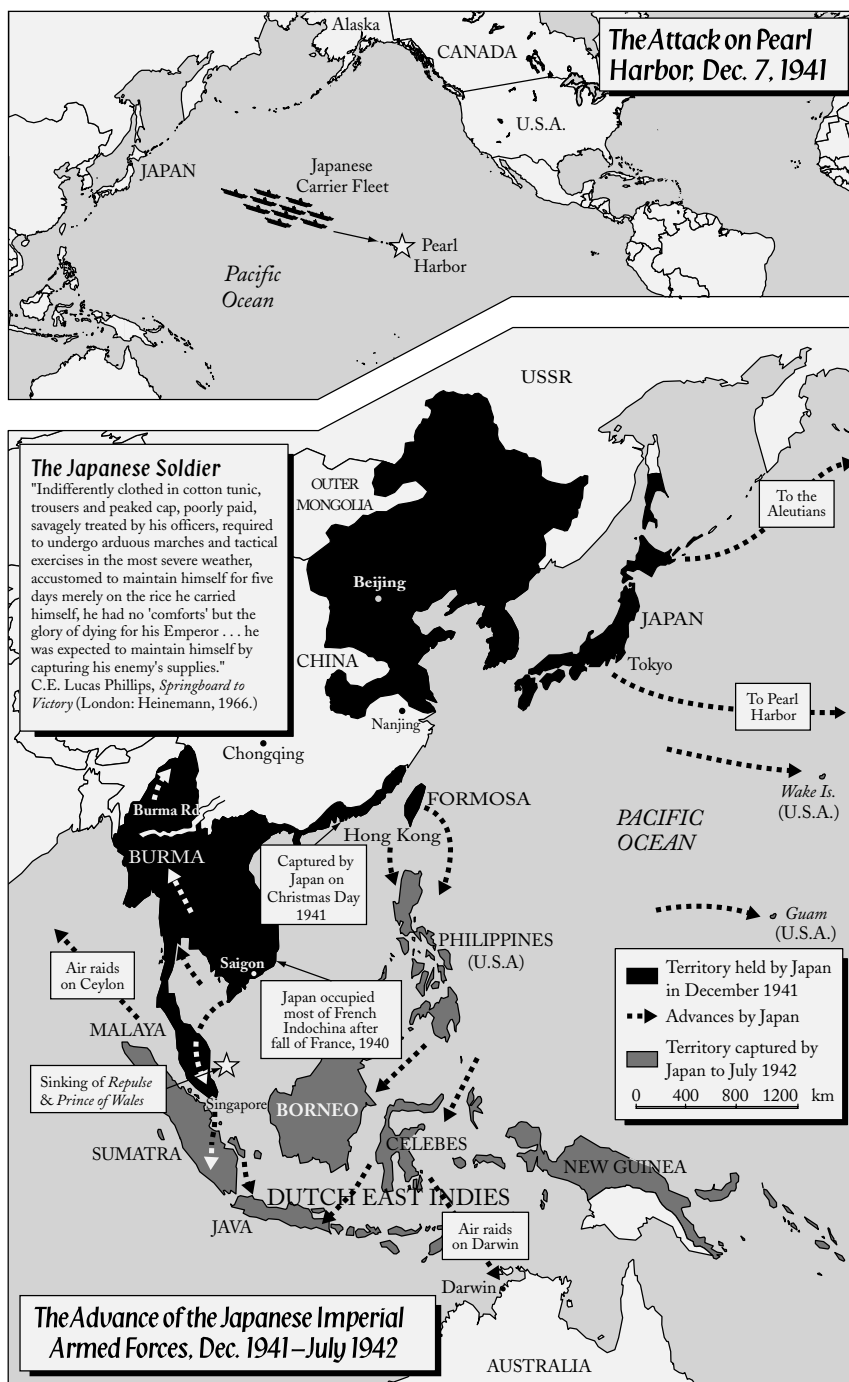 The Attack on Pearl
Harbor, Dec. 7, 1941
Alaska
CANADA
U.S.A.
JAPAN
Japanese
Carrier Fleet
Pearl
Harbor
Pacific
Ocean
USSR
The Japanese Soldier
"Indifferently clothed in cotton tunic,
trousers and peaked cap, poorly paid,
savagely treated by his officers, required
to undergo arduous marches and tactical
exercises in the most severe weather,
accustomed to maintain himself for five
days merely on the rice he carried
himself, he had no 'comforts' but the
glory of dying for his Emperor . . . he
was expected to maintain himself by
capturing his enemy's supplies."
C.E. Lucas Phillips, Springboard to
Victory (London: Heinemann, 1966.)
OUTER
MONGOLIA
To the
Aleutians
Beijing
JAPAN
CHINA
Tokyo
To Pearl
Harbor
Nanjing
Chongqing
Wake Is.
(U.S.A.)
Burma Rd
FORMOSA
PACIFIC
OCEAN
Hong Kong
BURMA
Captured by
Japan on
Christmas Day
1941
Guam
(U.S.A.)
PHILIPPINES
(U.S.A)
Saigon
Air raids
on Ceylon
Japan occupied
most of French
Indochina after
fall of France, 1940
Territory held by Japan
in December 1941
Advances by Japan
Territory captured by
Japan to July 1942
0 400 800 1200 km
MALAYA
Sinking of Repulse
& Prince of Wales
Singapore
BORNEO
SUMATRA
CELEBES
NEW GUINEA
DUTCH EAST INDIES
JAVA
Air raids
on Darwin
Darwin
The Advance of the Japanese Imperial
Armed Forces, Dec. 1941–July 1942
AUSTRALIA